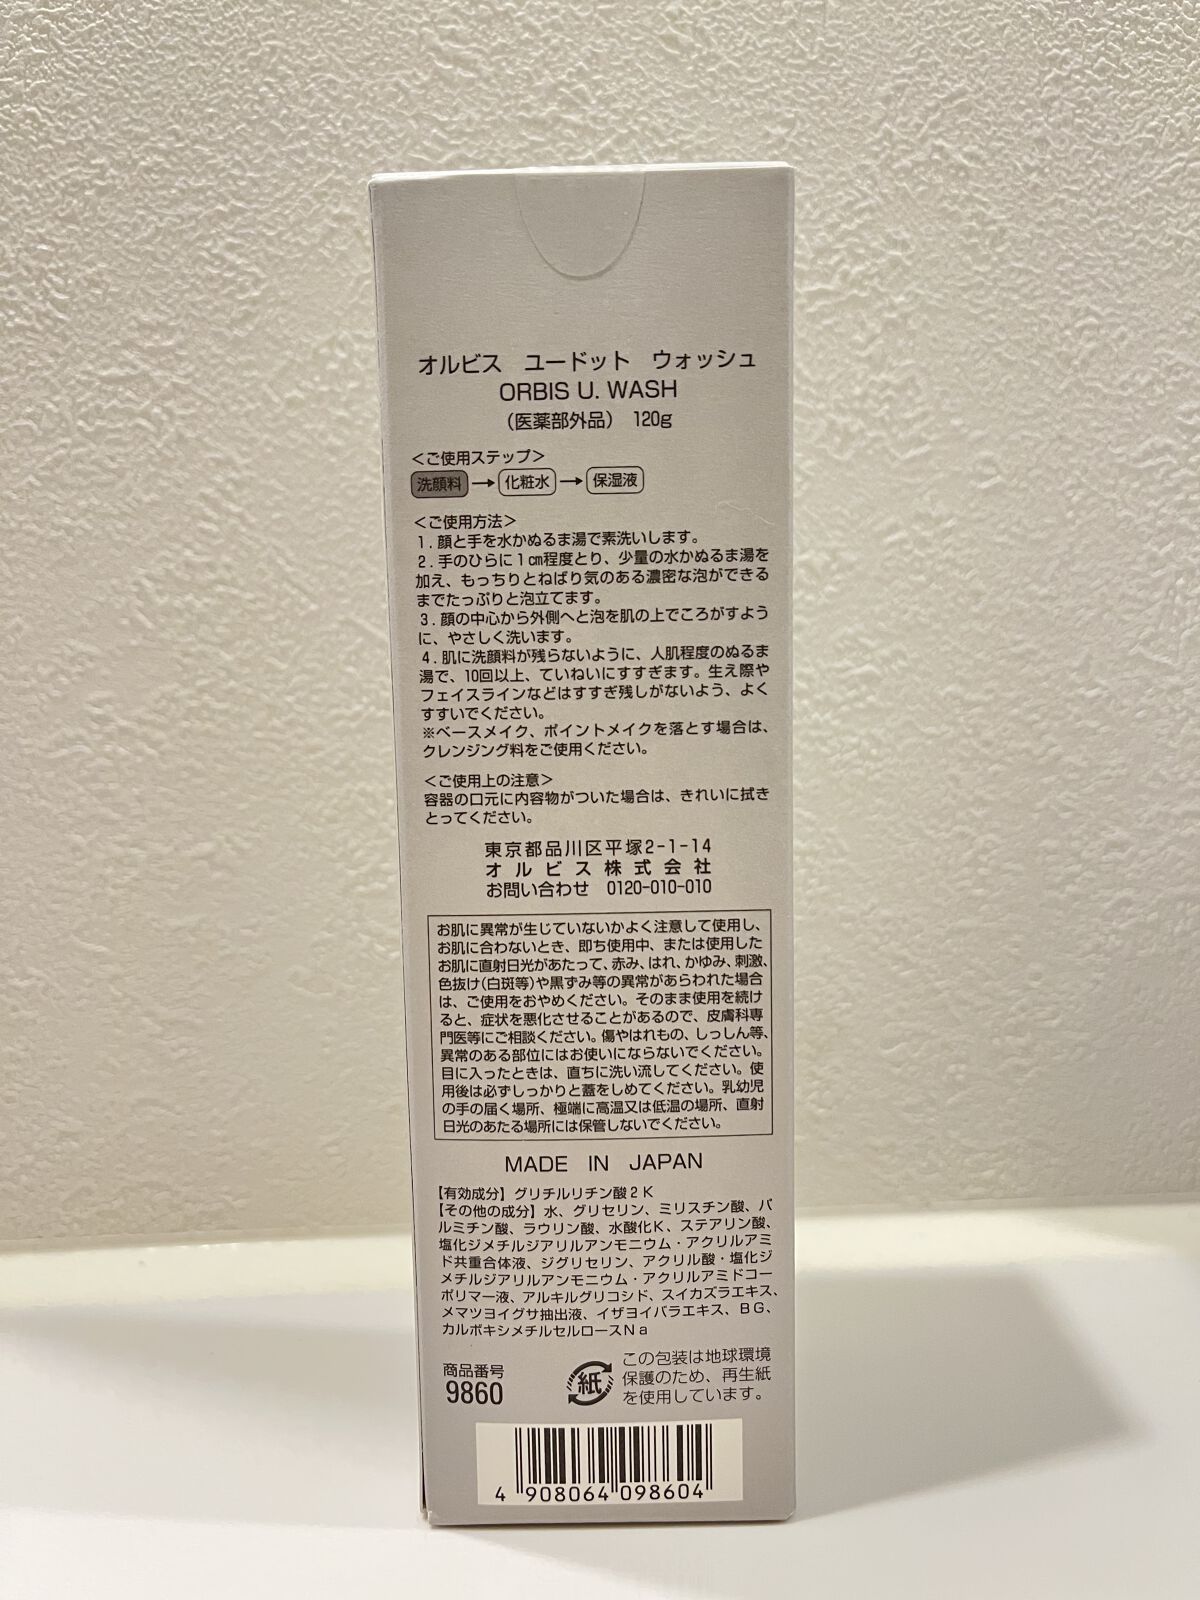 オルビス ユードット ウォッシュ
ORBIS U. WASH
（医薬部外品） 120g
＜ご使用ステップ＞
洗顔料→化粧水→保湿液
＜ご使用方法＞
1．顔と手を水かぬるま湯で素洗いします。
2．手のひらに1㎝程度とり、少量の水かぬるま湯を
加え、もっちりとねばり気のある濃密な泡ができる
までたっぷりと泡立てます。
3．顔の中心から外側へと泡を肌の上でころがすよう
に、やさしく洗います。
4．肌に洗顔料が残らないように、人肌程度のぬるま
湯で、10回以上、ていねいにすすぎます。生え際や
フェイスラインなどはすすぎ残しがないよう、よく
すすいでください。
※ベースメイク、ポイントメイクを落とす場合は、
クレンジング料をご使用ください。
＜ご使用上の注意＞
容器の口元に内容物がついた場合は、きれいに拭き
とってください。
東京都品川区平塚2-1-14
オルビス株式会社
お問い合わせ 0120-010-010
お肌に異常が生じていないかよく注意して使用し、
お肌に合わないとき、即ち使用中、または使用した
お肌に直射日光があたって、赤み、はれ、かゆみ、刺激、
色抜け（白斑等）や黒ずみ等の異常があらわれた場合
は、ご使用をおやめください。そのまま使用を続け
ると、症状を悪化させることがあるので、皮膚科専
門医等にご相談ください。傷やはれもの、しっしん等、
異常のある部位にはお使いにならないでください。
目に入ったときは、直ちに洗い流してください。使
用後は必ずしっかりと蓋をしめてください。乳幼児
の手の届く場所、極端に高温又は低温の場所、直射
日光のあたる場所には保管しないでください。
MADE IN JAPAN
【有効成分】グリチルリチン酸2K
【その他の成分】水、グリセリン、ミリスチン酸、パ
ルミチン酸、ラウリン酸、水酸化K、ステアリン酸、
塩化ジメチルジアリルアンモニウム・アクリルアミ
ド共重合体液、ジグリセリン、アクリル酸・塩化ジ
メチルジアリルアンモニウム・アクリルアミドコー
ポリマー液、アルキルグリコシド、スイカズラエキス、
メマツヨイグサ抽出液、イザヨイバラエキス、BG、
カルボキシメチルセルロースNa
商品番号
9860
紙
この包装は地球環境
保護のため、再生紙
を使用しています。
4 908064 098604